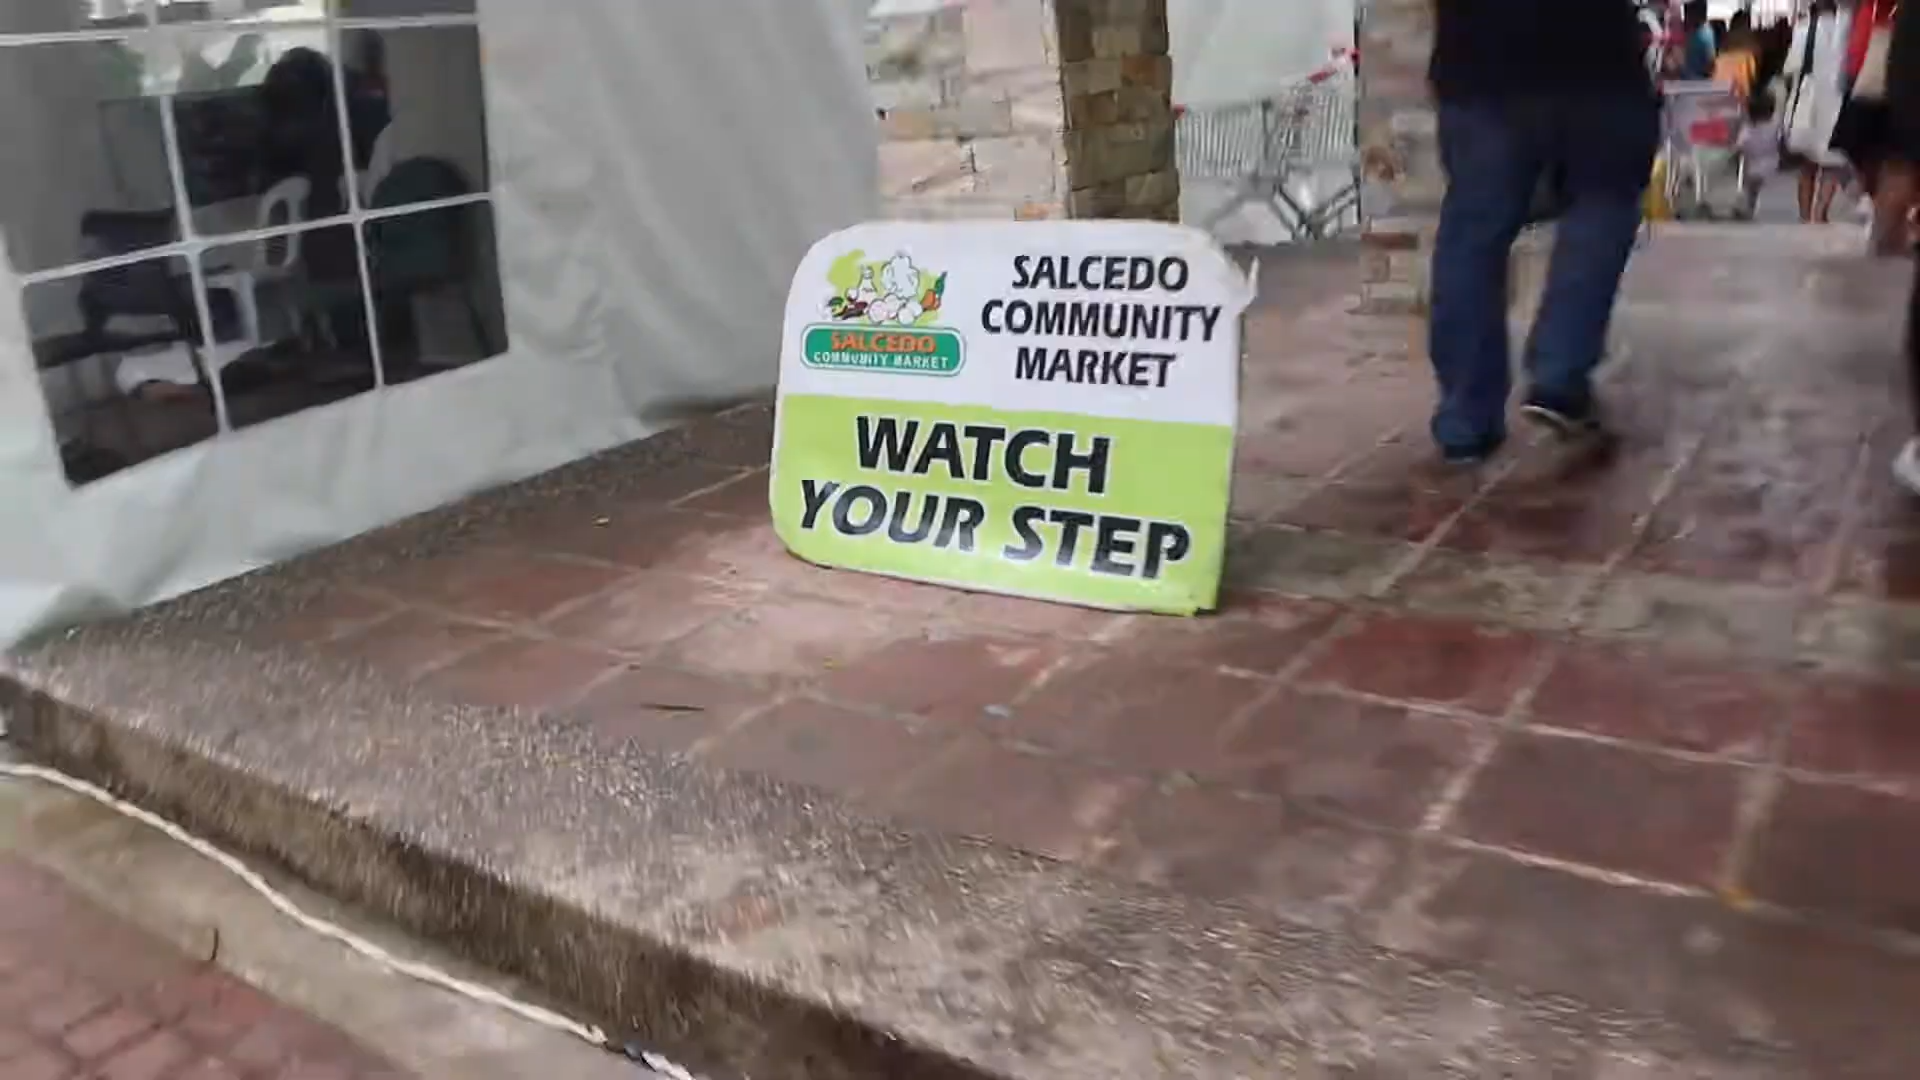 SALCEDO
COMMUNITY MARKET
SALCEDO
COMMUNITY
MARKET
WATCH
YOUR STEP